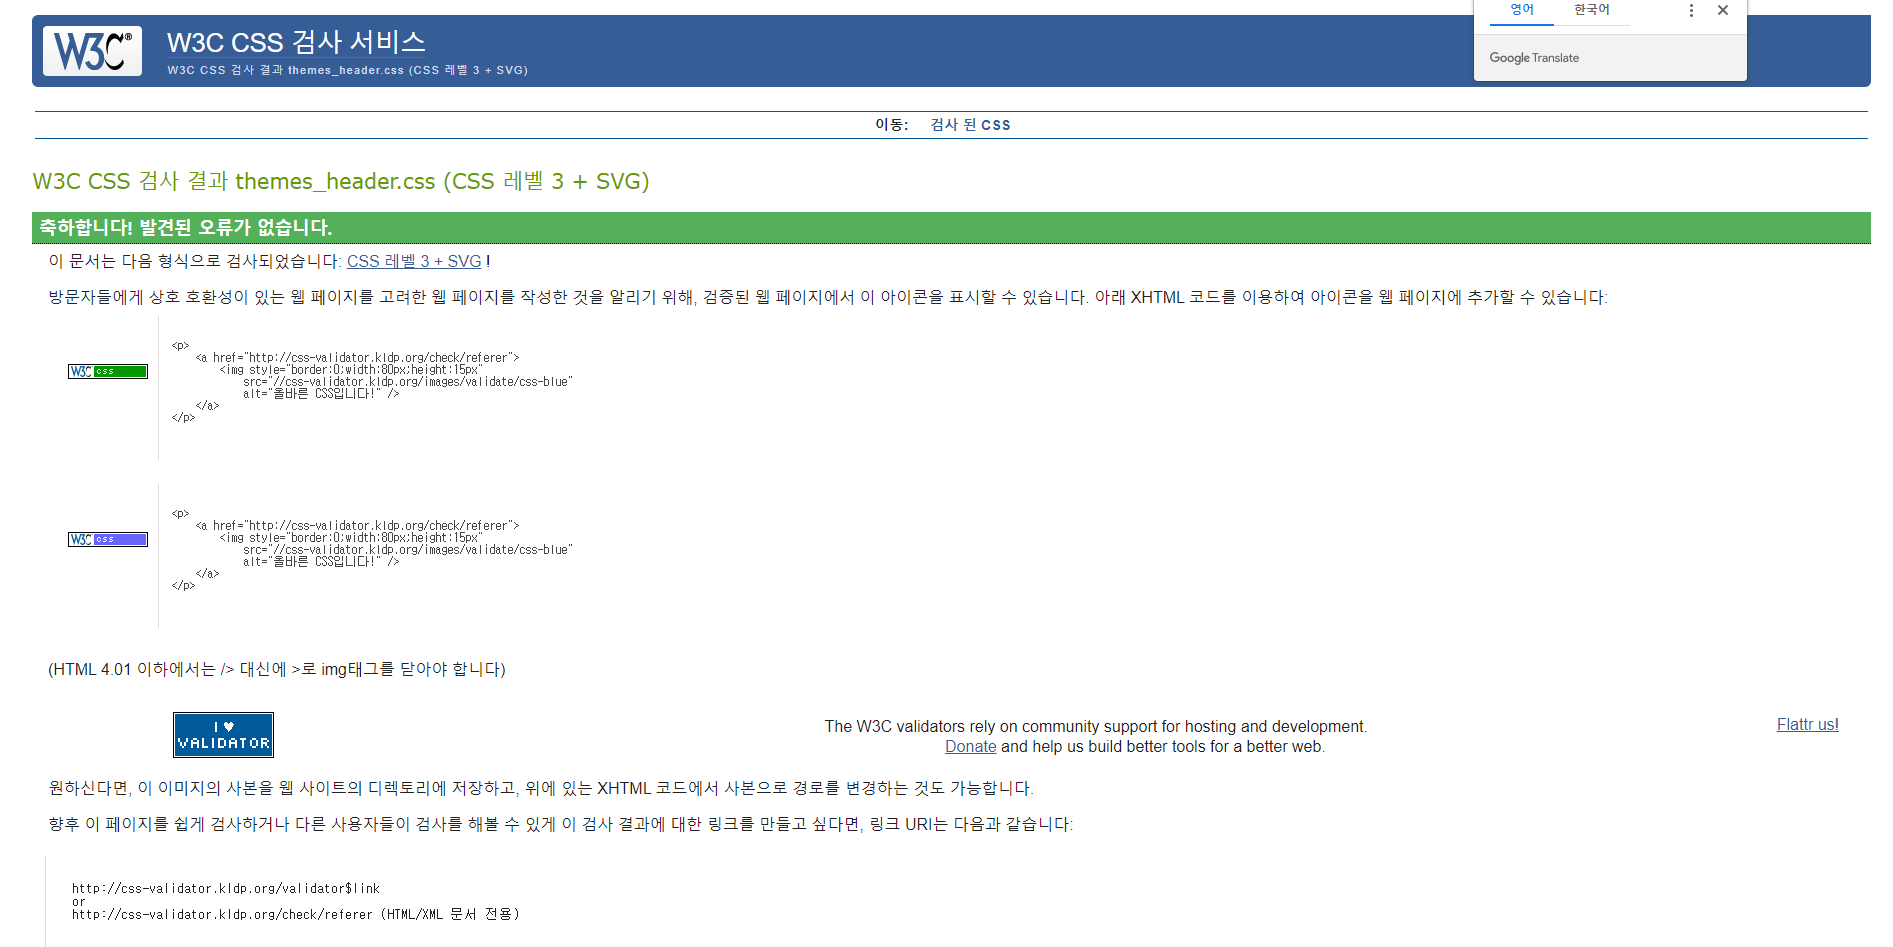 영어 한국어
Google Translate
W3C®
W3C CSS 검사 서비스
W3C CSS 검사 결과 themes_header.css (CSS 레벨 3 + SVG)
이동: 검사 된 CSS
W3C CSS 검사 결과 themes_header.css (CSS 레벨 3 + SVG)
축하합니다! 발견된 오류가 없습니다.
이 문서는 다음 형식으로 검사되었습니다: CSS 레벨 3 + SVG !
방문자들에게 상호 호환성이 있는 웹 페이지를 고려한 웹 페이지를 작성한 것을 알리기 위해, 검증된 웹 페이지에서 이 아이콘을 표시할 수 있습니다. 아래 XHTML 코드를 이용하여 아이콘을 웹 페이지에 추가할 수 있습니다:
W3C css
<p>
<a href="http://css-validator.kldp.org/check/referer">
<img style="border:0;width:80px;height:15px"
src="//css-validator.kldp.org/images/validate/css-blue"
alt="올바른 CSS입니다!" />
</a>
</p>
W3C css
<p>
<a href="http://css-validator.kldp.org/check/referer">
<img style="border:0;width:80px;height:15px"
src="//css-validator.kldp.org/images/validate/css-blue"
alt="올바른 CSS입니다!" />
</a>
</p>
(HTML 4.01 이하에서는 /> 대신에 >로 img태그를 닫아야 합니다)
I ♥
VALIDATOR
The W3C validators rely on community support for hosting and development.
Donate and help us build better tools for a better web.
Flattr us!
원하신다면, 이 이미지의 사본을 웹 사이트의 디렉토리에 저장하고, 위에 있는 XHTML 코드에서 사본으로 경로를 변경하는 것도 가능합니다.
향후 이 페이지를 쉽게 검사하거나 다른 사용자들이 검사를 해볼 수 있게 이 검사 결과에 대한 링크를 만들고 싶다면, 링크 URI는 다음과 같습니다:
http://css-validator.kldp.org/validator$link
or
http://css-validator.kldp.org/check/referer (HTML/XML 문서 전용)